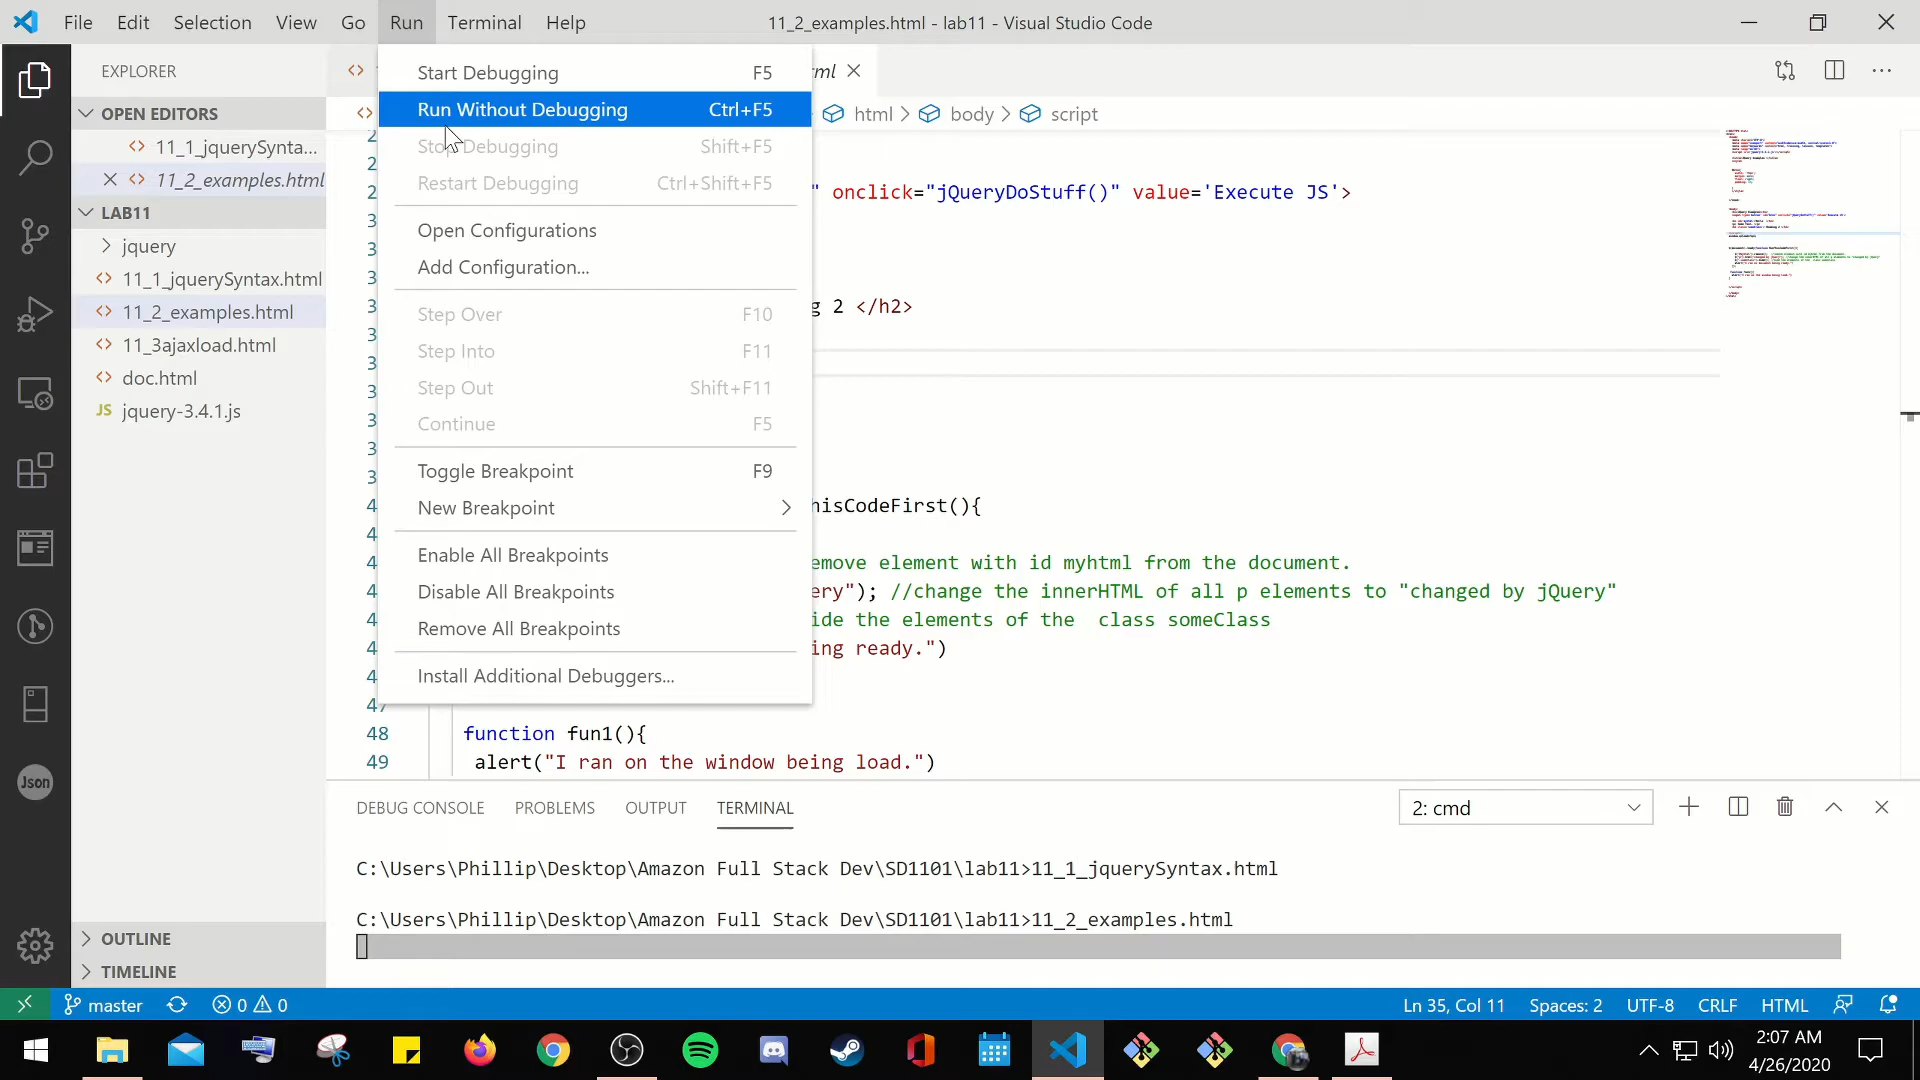 File Edit Selection View Go Run Terminal Help 11_2_examples.html - lab11 - Visual Studio Code
EXPLORER
OPEN EDITORS
11_1_jquerySynta...
11_2_examples.html
LAB11
jquery
11_1_jquerySyntax.html
11_2_examples.html
11_3ajaxload.html
doc.html
JS jquery-3.4.1.js
OUTLINE
TIMELINE
Start Debugging F5
Run Without Debugging Ctrl+F5
Stop Debugging Shift+F5
Restart Debugging Ctrl+Shift+F5
Open Configurations
Add Configuration...
Step Over F10
Step Into F11
Step Out Shift+F11
Continue F5
Toggle Breakpoint F9
New Breakpoint
Enable All Breakpoints
Disable All Breakpoints
Remove All Breakpoints
Install Additional Debuggers...
ml
html > body > script
" onclick="jQueryDoStuff()" value='Execute JS'>
g 2 </h2>
hisCodeFirst(){
emove element with id myhtml from the document.
ery"); //change the innerHTML of all p elements to "changed by jQuery"
ide the elements of the class someClass
ing ready.")
47
48 function fun1(){
49 alert("I ran on the window being load.")
DEBUG CONSOLE PROBLEMS OUTPUT TERMINAL 2: cmd
C:\Users\Phillip\Desktop\Amazon Full Stack Dev\SD1101\lab11>11_1_jquerySyntax.html
C:\Users\Phillip\Desktop\Amazon Full Stack Dev\SD1101\lab11>11_2_examples.html
Json
master 0 0 Ln 35, Col 11 Spaces: 2 UTF-8 CRLF HTML
2:07 AM
4/26/2020